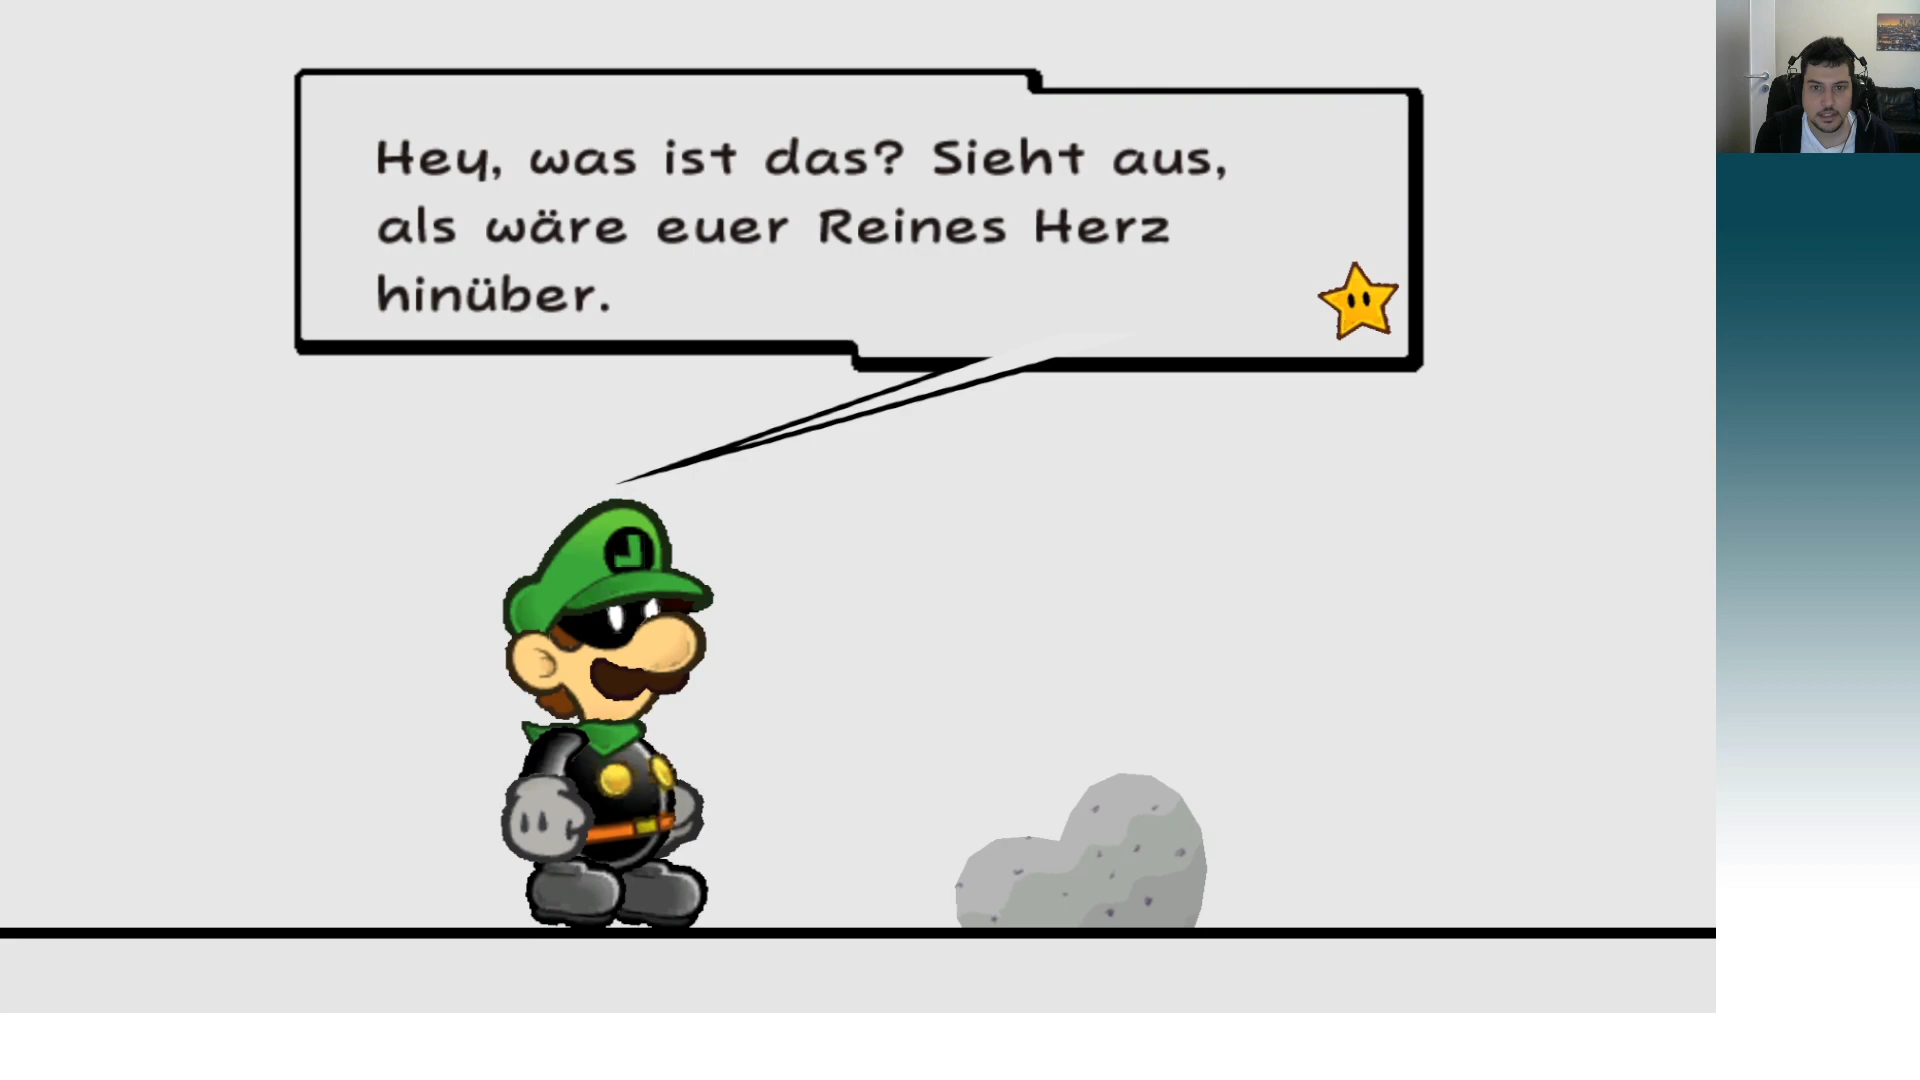 Hey, was ist das? Sieht aus,
als wäre euer Reines Herz
hinüber.